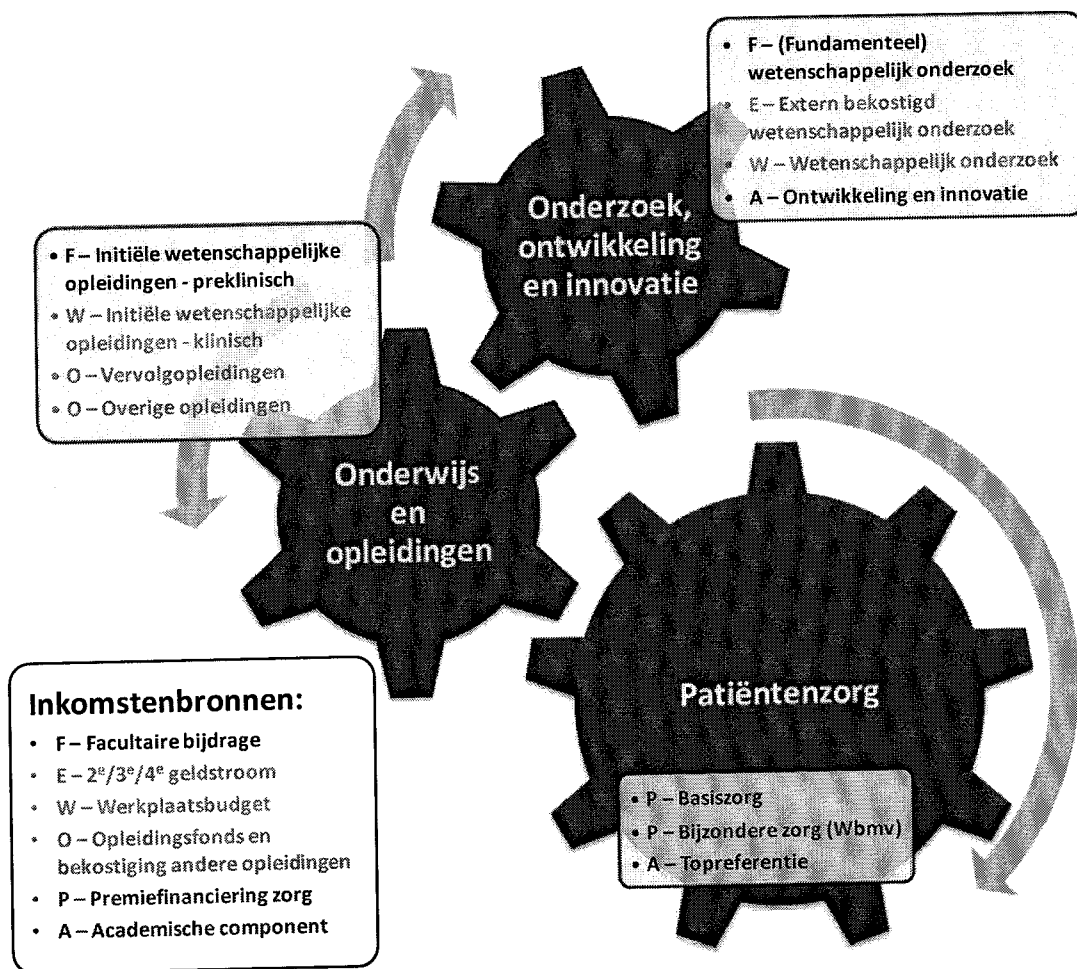 • F – (Fundamenteel)
wetenschappelijk onderzoek
• E – Extern bekostigd
wetenschappelijk onderzoek
• W – Wetenschappelijk onderzoek
• A – Ontwikkeling en innovatie
Onderzoek,
ontwikkeling
en innovatie
• F – Initiële wetenschappelijke
opleidingen - preklinisch
• W – Initiële wetenschappelijke
opleidingen - klinisch
• O – Vervolgopleidingen
• O – Overige opleidingen
Onderwijs
en
opleidingen
Patiëntenzorg
• P – Basiszorg
• P – Bijzondere zorg (Wbmv)
• A – Topreferentie
Inkomstenbronnen:
• F – Facultaire bijdrage
• E – 2ᵉ/3ᵉ/4ᵉ geldstroom
• W – Werkplaatsbudget
• O – Opleidingsfonds en
bekostiging andere opleidingen
• P – Premiefinanciering zorg
• A – Academische component